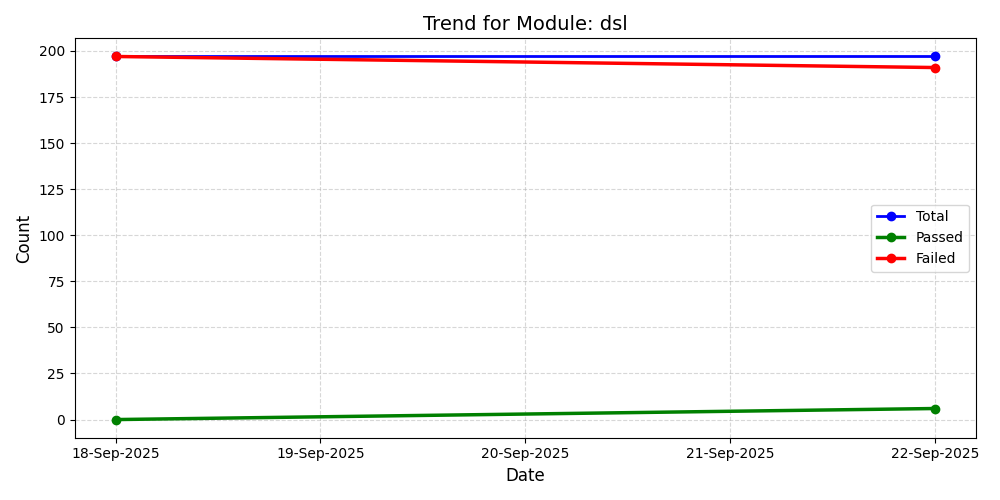 Trend for Module: dsl
200
175
150
125
100
75
50
25
0
Count
Total
Passed
Failed
18-Sep-2025
19-Sep-2025
20-Sep-2025
21-Sep-2025
22-Sep-2025
Date